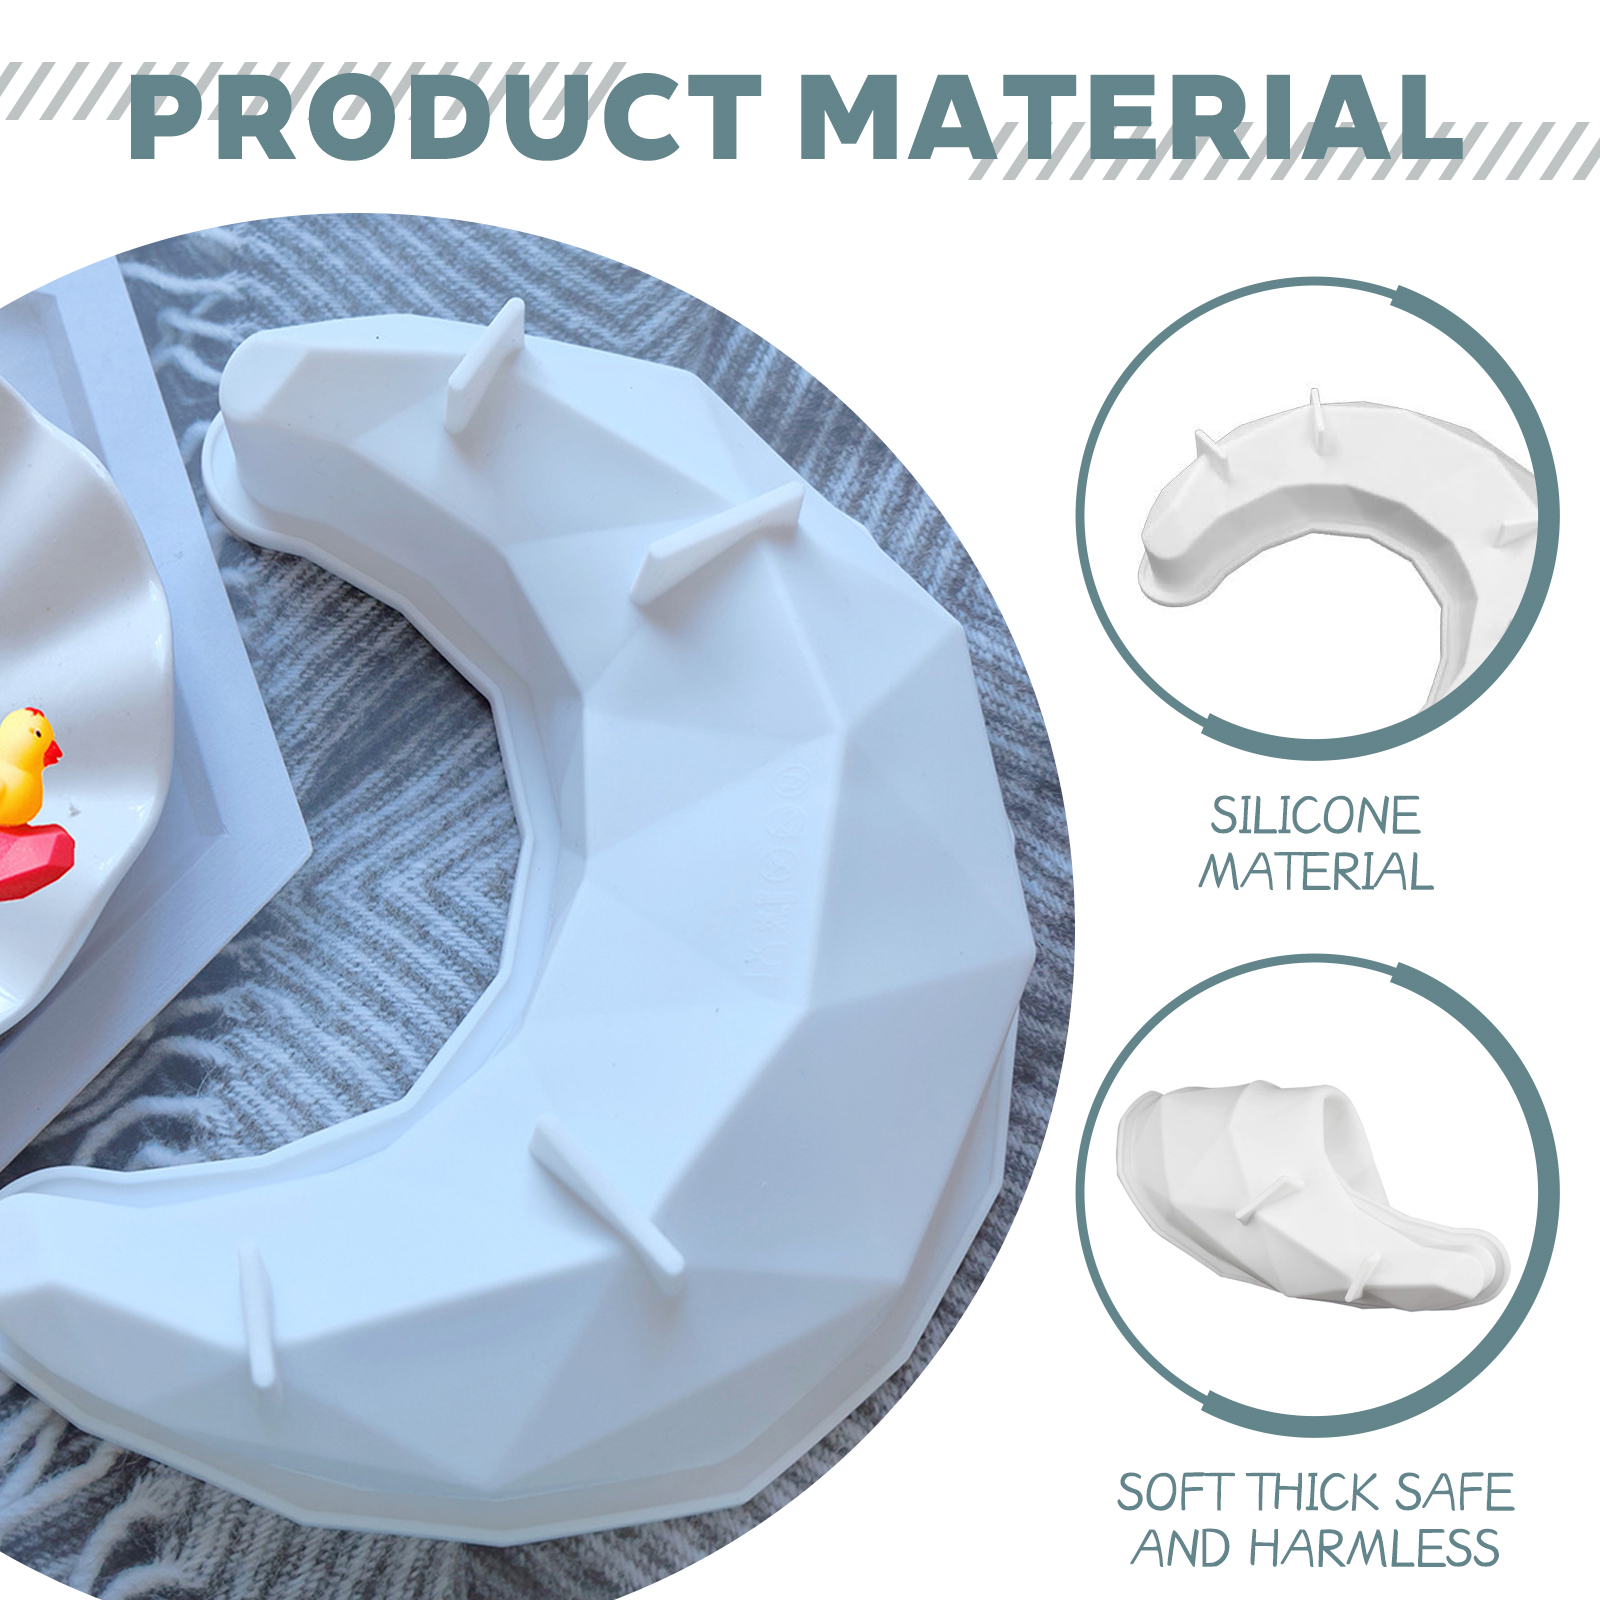 PRODUCT MATERIAL
SILICONE
MATERIAL
SOFT THICK SAFE
AND HARMLESS